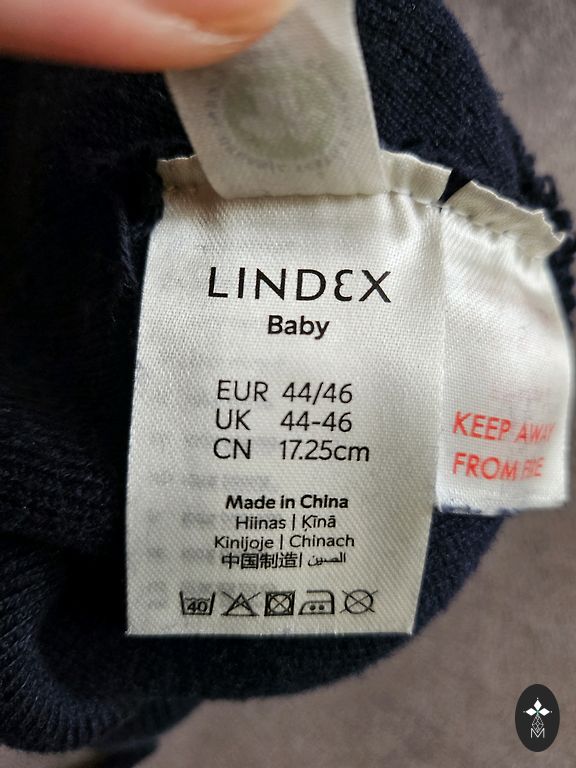 LINDEX
Baby
EUR 44/46
UK 44-46
CN 17.25cm
Made in China
Hiinas | Ķīnā
Kinijoje | Chinach
中国制造| الصين
40
KEEP AWAY
FROM FIRE
M